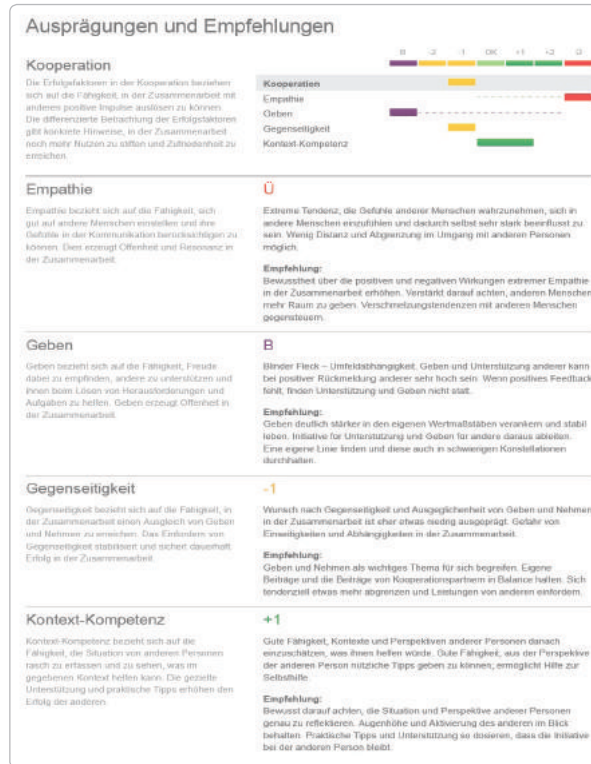 Ausprägungen und Empfehlungen
B -2 -1 OK +1 +2 Ü
Kooperation
Die Erfolgsfaktoren in der Kooperation beziehen
sich auf die Fähigkeit, in der Zusammenarbeit mit
anderen positive Impulse auslösen zu können.
Die differenzierte Betrachtung der Erfolgsfaktoren
gibt konkrete Hinweise, in der Zusammenarbeit
noch mehr Nutzen zu stiften und Zufriedenheit zu
erreichen.
Kooperation
Empathie
Geben
Gegenseitigkeit
Kontext-Kompetenz
Empathie
Empathie bezieht sich auf die Fähigkeit, sich
gut auf andere Menschen einstellen und ihre
Gefühle in der Kommunikation berücksichtigen zu
können. Dies erzeugt Offenheit und Resonanz in
der Zusammenarbeit.
Ü
Extreme Tendenz, die Gefühle anderer Menschen wahrzunehmen, sich in
andere Menschen einzufühlen und dadurch selbst sehr stark beeinflusst zu
sein. Wenig Distanz und Abgrenzung im Umgang mit anderen Personen
möglich.
Empfehlung:
Bewusstheit über die positiven und negativen Wirkungen extremer Empathie
in der Zusammenarbeit erhöhen. Verstärkt darauf achten, anderen Menschen
mehr Raum zu geben. Verschmelzungstendenzen mit anderen Menschen
gegensteuern.
Geben
Geben bezieht sich auf die Fähigkeit, Freude
dabei zu empfinden, andere zu unterstützen und
ihnen beim Lösen von Herausforderungen und
Aufgaben zu helfen. Geben erzeugt Offenheit in
der Zusammenarbeit.
B
Blinder Fleck – Umfeldabhängigkeit. Geben und Unterstützung anderer kann
bei positiver Rückmeldung anderer sehr hoch sein. Wenn positives Feedback
fehlt, finden Unterstützung und Geben nicht statt.
Empfehlung:
Geben deutlich stärker in den eigenen Wertmaßstäben verankern und stabil
leben. Initiative für Unterstützung und Geben für andere daraus ableiten.
Eine eigene Linie finden und diese auch in schwierigen Konstellationen
durchhalten.
Gegenseitigkeit
Gegenseitigkeit bezieht sich auf die Fähigkeit, in
der Zusammenarbeit einen Ausgleich von Geben
und Nehmen zu erreichen. Das Einfordern von
Gegenseitigkeit stabilisiert und sichert dauerhaft
Erfolg in der Zusammenarbeit.
-1
Wunsch nach Gegenseitigkeit und Ausgeglichenheit von Geben und Nehmen
in der Zusammenarbeit ist eher etwas niedrig ausgeprägt. Gefahr von
Einseitigkeiten und Abhängigkeiten in der Zusammenarbeit.
Empfehlung:
Geben und Nehmen als wichtiges Thema für sich begreifen. Eigene
Beiträge und die Beiträge von Kooperationspartnern in Balance halten. Sich
tendenziell etwas mehr abgrenzen und Leistungen von anderen einfordern.
Kontext-Kompetenz
Kontext-Kompetenz bezieht sich auf die
Fähigkeit, die Situation von anderen Personen
rasch zu erfassen und zu sehen, was im
gegebenen Kontext helfen kann. Die gezielte
Unterstützung und praktische Tipps erhöhen den
Erfolg der anderen.
+1
Gute Fähigkeit, Kontexte und Perspektiven anderer Personen danach
einzuschätzen, was ihnen helfen würde. Gute Fähigkeit, aus der Perspektive
der anderen Person nützliche Tipps geben zu können; ermöglicht Hilfe zur
Selbsthilfe.
Empfehlung:
Bewusst darauf achten, die Situation und Perspektive anderer Personen
genau zu reflektieren. Augenhöhe und Aktivierung des anderen im Blick
behalten. Praktische Tipps und Unterstützung so dosieren, dass die Initiative
bei der anderen Person bleibt.